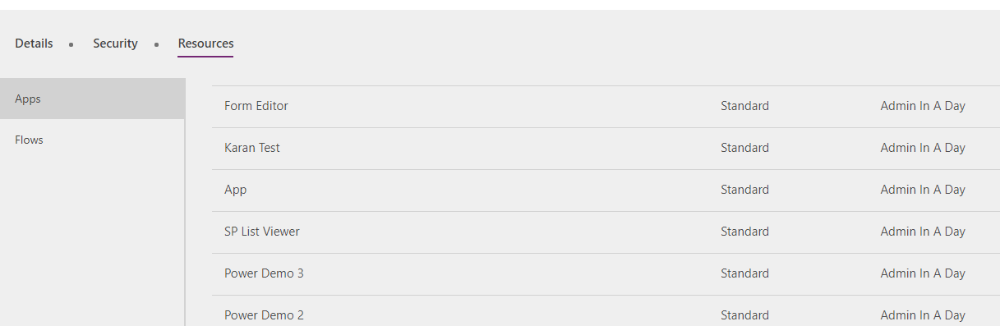 Details • Security • Resources
Apps
Flows
Form Editor Standard Admin In A Day
Karan Test Standard Admin In A Day
App Standard Admin In A Day
SP List Viewer Standard Admin In A Day
Power Demo 3 Standard Admin In A Day
Power Demo 2 Standard Admin In A Day